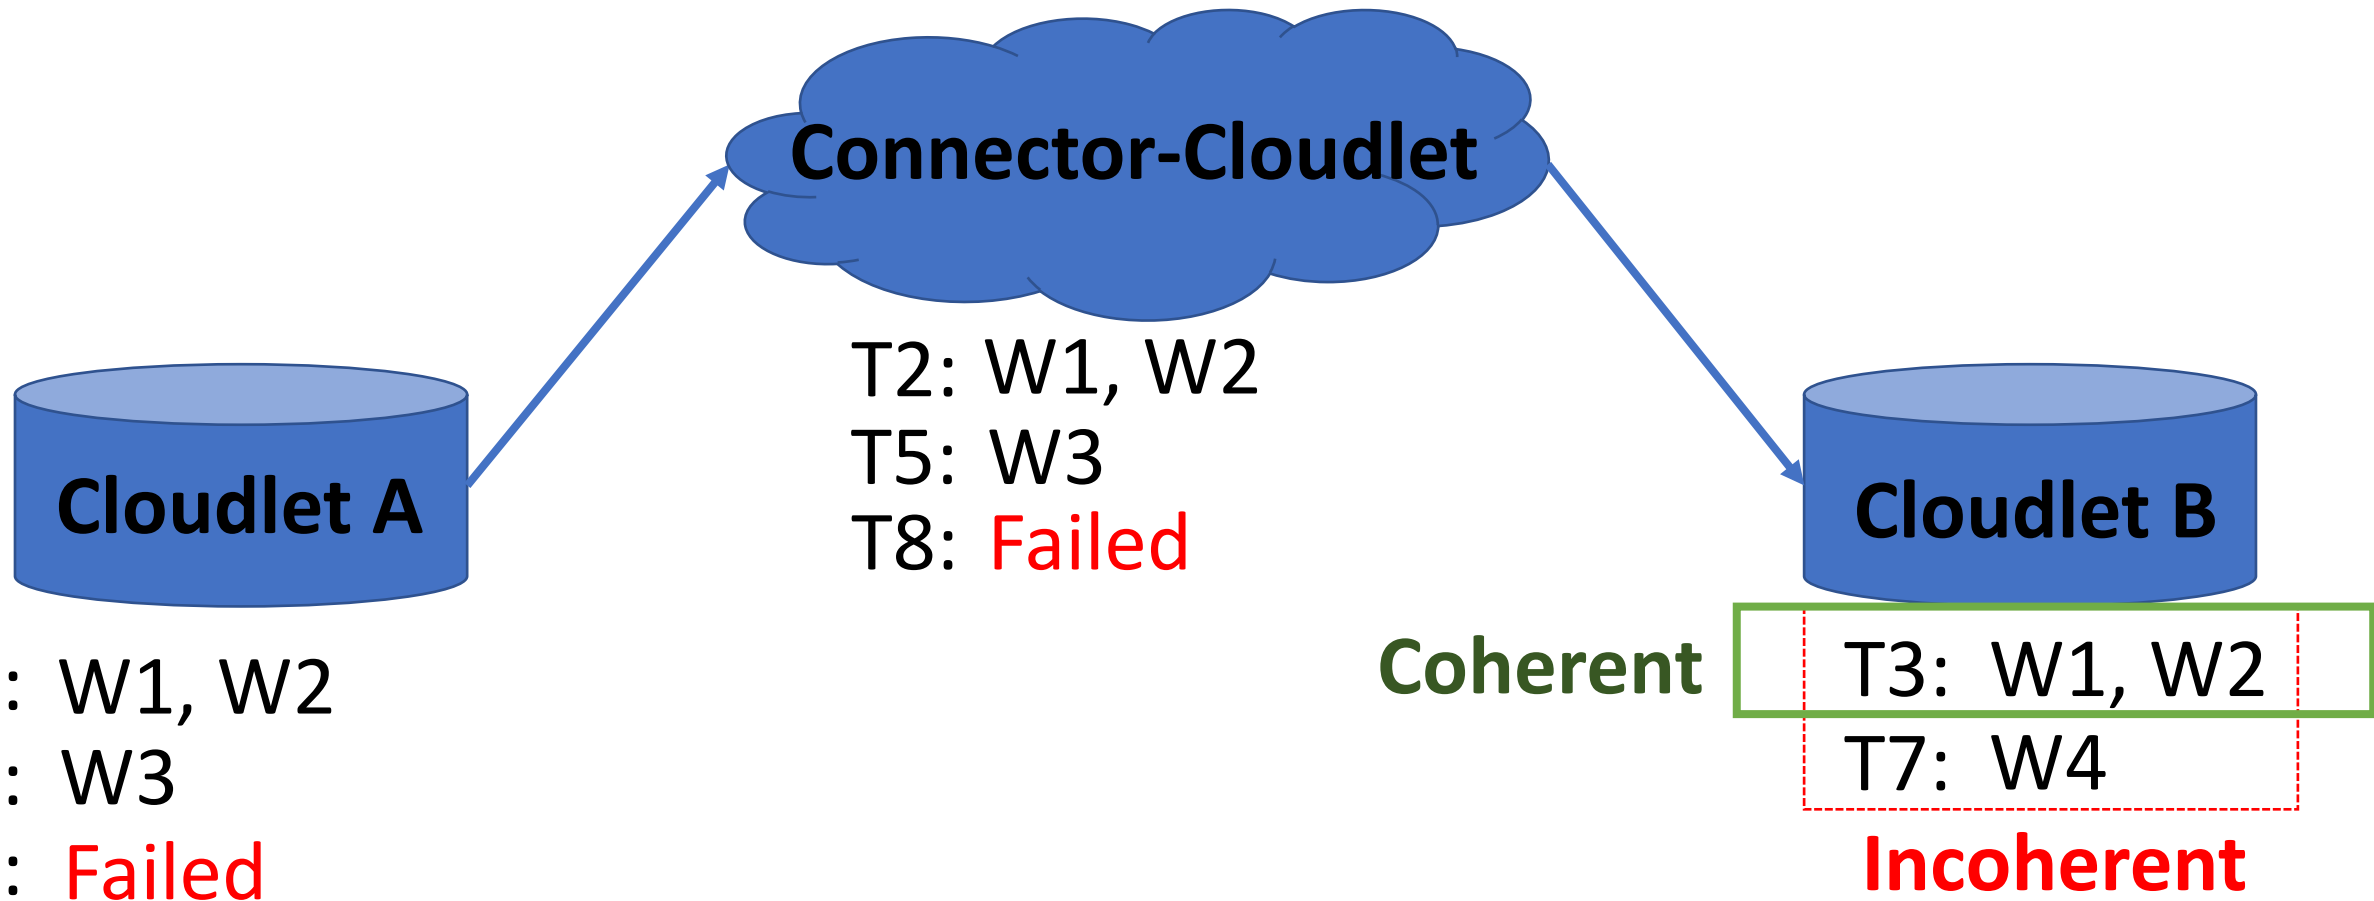 Connector-Cloudlet
T2: W1, W2
T5: W3
T8: Failed
Cloudlet A
: W1, W2
: W3
: Failed
Cloudlet B
Coherent
T3: W1, W2
T7: W4
Incoherent